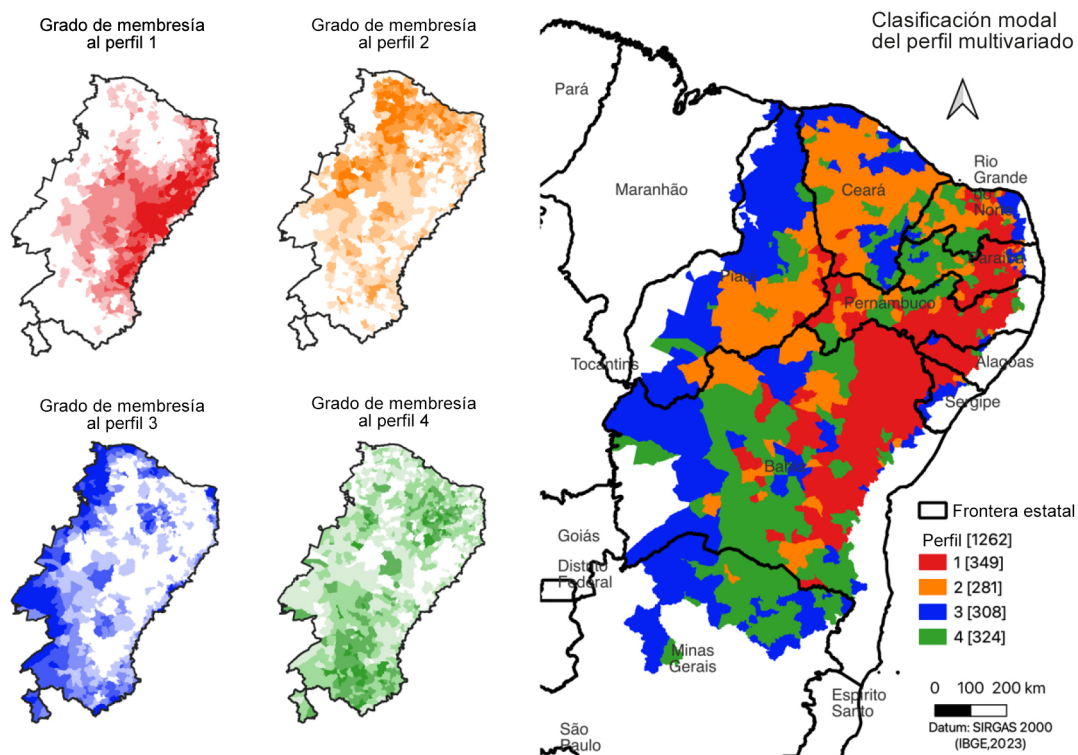 Grado de membresía
al perfil 1
Grado de membresía
al perfil 2
Grado de membresía
al perfil 3
Grado de membresía
al perfil 4
Clasificación modal
del perfil multivariado
Pará
Maranhão
Ceará
Rio
Grande
do
Norte
Paraíba
Piauí
Pernambuco
Tocantins
Alagoas
Sergipe
Bahia
Goiás
Distrito
Federal
Minas
Gerais
Espírito
Santo
São
Paulo
Frontera estatal
Perfil [1262]
1 [349]
2 [281]
3 [308]
4 [324]
0 100 200 km
Datum: SIRGAS 2000
(IBGE,2023)